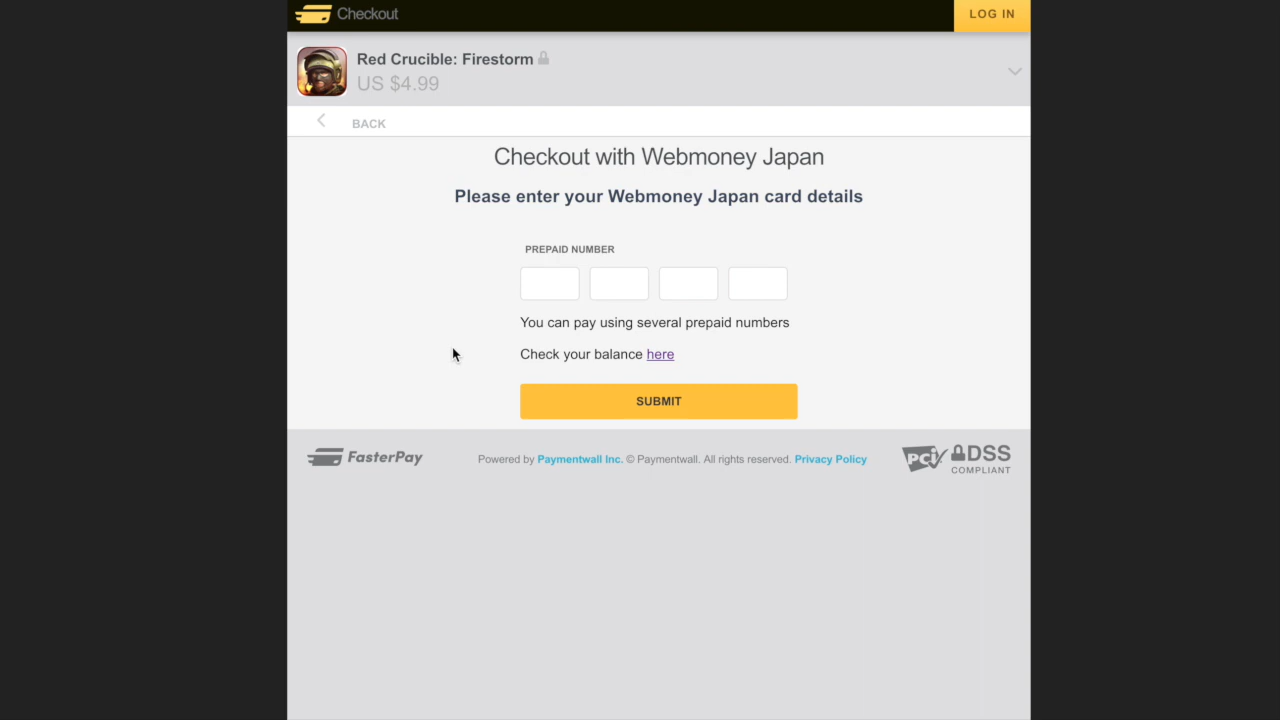 Checkout
LOG IN
Red Crucible: Firestorm
US $4.99
BACK
Checkout with Webmoney Japan
Please enter your Webmoney Japan card details
PREPAID NUMBER
You can pay using several prepaid numbers
Check your balance here
SUBMIT
FasterPay
Powered by Paymentwall Inc. © Paymentwall. All rights reserved. Privacy Policy
PCI DSS
COMPLIANT